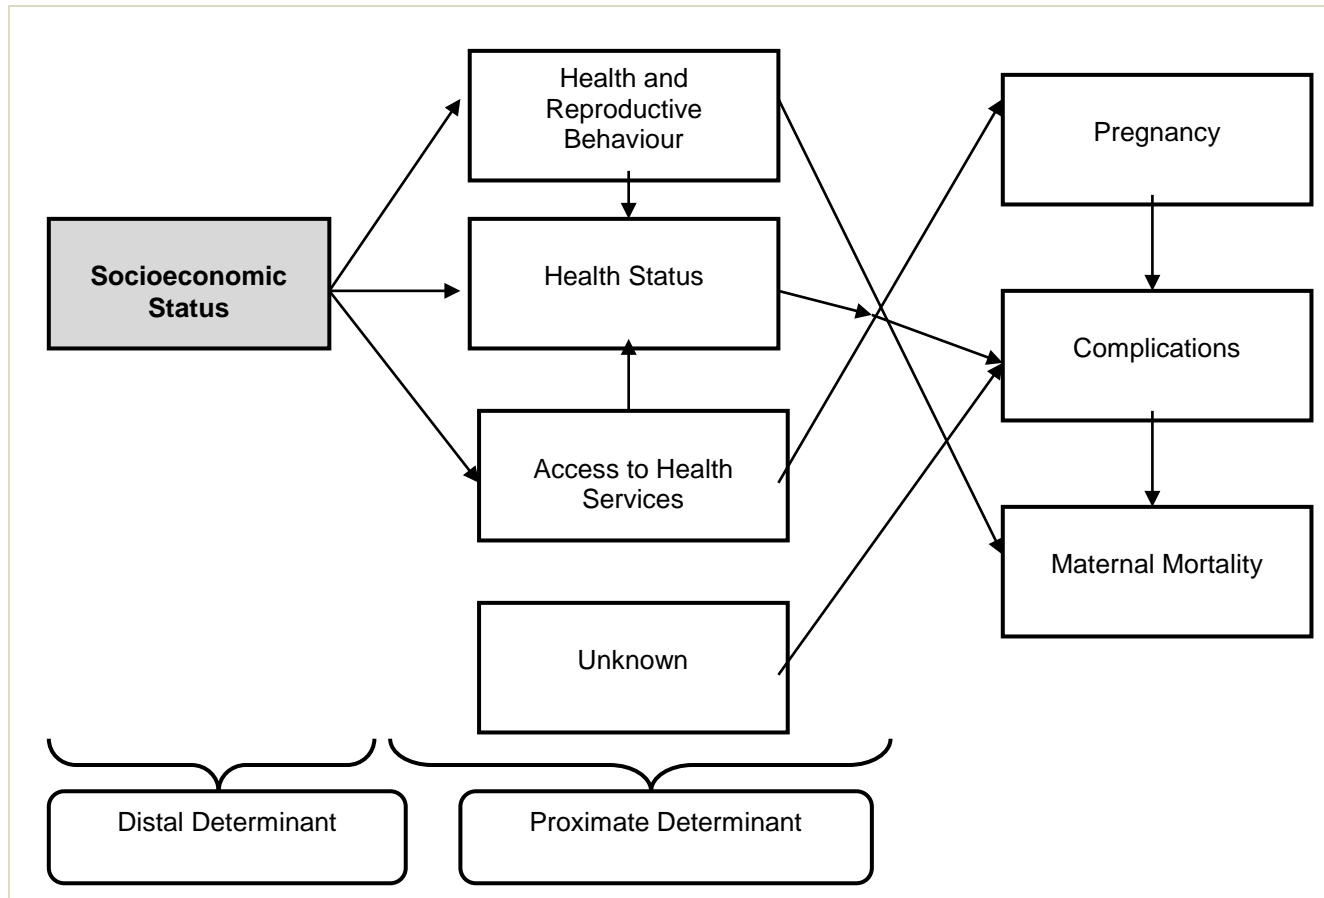 Health and
Reproductive
Behaviour
Pregnancy
Socioeconomic
Status
Health Status
Complications
Access to Health
Services
Maternal Mortality
Unknown
Distal Determinant
Proximate Determinant